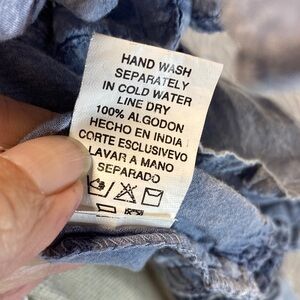 HAND WASH
SEPARATELY
IN COLD WATER
LINE DRY
100% ALGODON
HECHO EN INDIA
CORTE ESCLUSIVEVO
LAVAR A MANO
SEPARADO